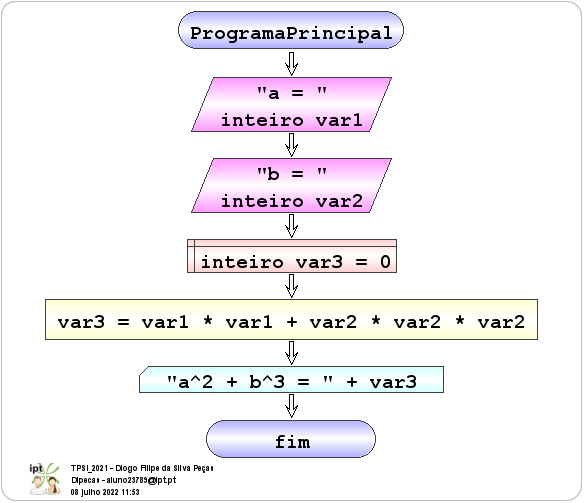 ProgramaPrincipal
"a = "
inteiro var1
"b = "
inteiro var2
inteiro var3 = 0
var3 = var1 * var1 + var2 * var2 * var2
"a^2 + b^3 = " + var3
fim
ipt
TPSI_2021 - Diogo Filipe da Silva Peças
Dipecas - aluno23789@ipt.pt
08 julho 2022 11:53